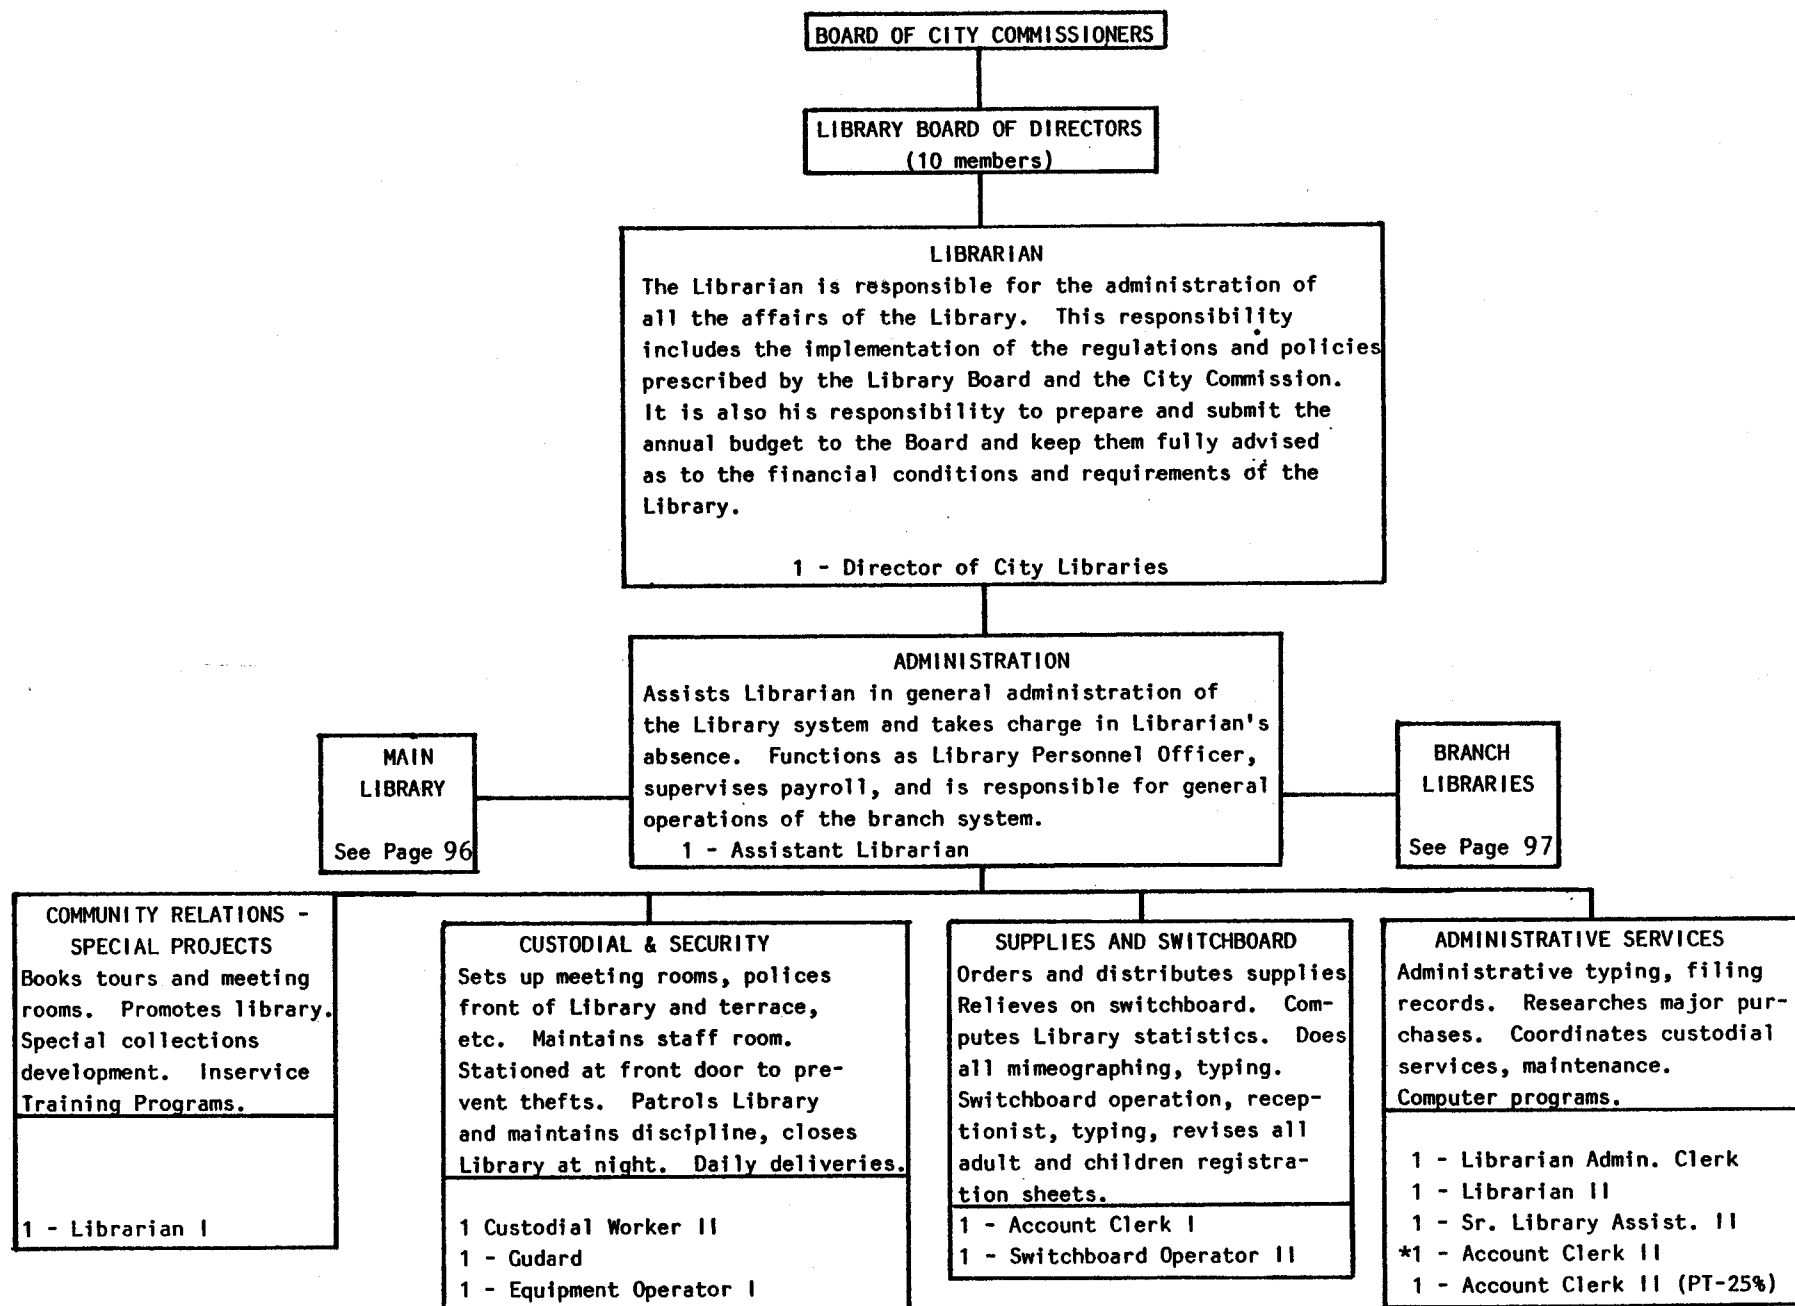 BOARD OF CITY COMMISSIONERS
LIBRARY BOARD OF DIRECTORS
(10 members)
LIBRARIAN
The Librarian is responsible for the administration of
all the affairs of the Library. This responsibility
includes the implementation of the regulations and policies
prescribed by the Library Board and the City Commission.
It is also his responsibility to prepare and submit the
annual budget to the Board and keep them fully advised
as to the financial conditions and requirements of the
Library.
1 - Director of City Libraries
ADMINISTRATION
Assists Librarian in general administration of
the Library system and takes charge in Librarian's
absence. Functions as Library Personnel Officer,
supervises payroll, and is responsible for general
operations of the branch system.
1 - Assistant Librarian
MAIN
LIBRARY
See Page 96
BRANCH
LIBRARIES
See Page 97
COMMUNITY RELATIONS -
SPECIAL PROJECTS
Books tours and meeting
rooms. Promotes library.
Special collections
development. Inservice
Training Programs.
1 - Librarian I
CUSTODIAL & SECURITY
Sets up meeting rooms, polices
front of Library and terrace,
etc. Maintains staff room.
Stationed at front door to pre-
vent thefts. Patrols Library
and maintains discipline, closes
Library at night. Daily deliveries.
1 Custodial Worker II
1 - Gudard
1 - Equipment Operator I
SUPPLIES AND SWITCHBOARD
Orders and distributes supplies
Relieves on switchboard. Com-
putes Library statistics. Does
all mimeographing, typing.
Switchboard operation, recep-
tionist, typing, revises all
adult and children registra-
tion sheets.
1 - Account Clerk I
1 - Switchboard Operator II
ADMINISTRATIVE SERVICES
Administrative typing, filing
records. Researches major pur-
chases. Coordinates custodial
services, maintenance.
Computer programs.
1 - Librarian Admin. Clerk
1 - Librarian II
1 - Sr. Library Assist. II
*1 - Account Clerk II
1 - Account Clerk II (PT-25%)